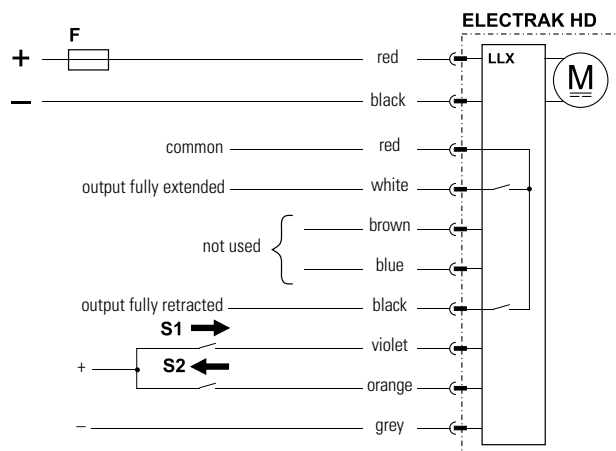 ELECTRAK HD
F
+ red LLX M
– black
common red
output fully extended white
not used brown
blue
output fully retracted black
S1 violet
+ S2
orange
– grey